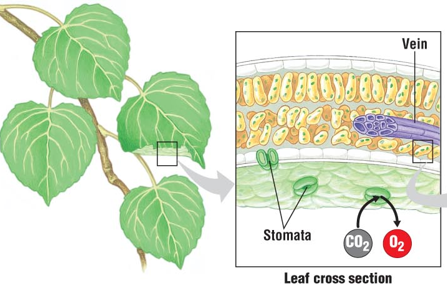 Vein
Stomata
CO₂
O₂
Leaf cross section